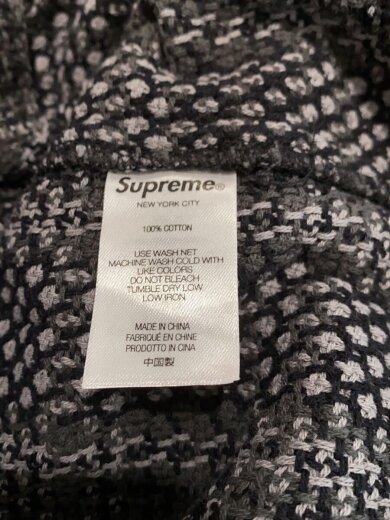 Supreme®
NEW YORK CITY
100% COTTON
USE WASH NET
MACHINE WASH COLD WITH
LIKE COLORS
DO NOT BLEACH
TUMBLE DRY LOW
LOW IRON
MADE IN CHINA
FABRIQUÉ EN CHINE
PRODOTTO IN CINA
中国製